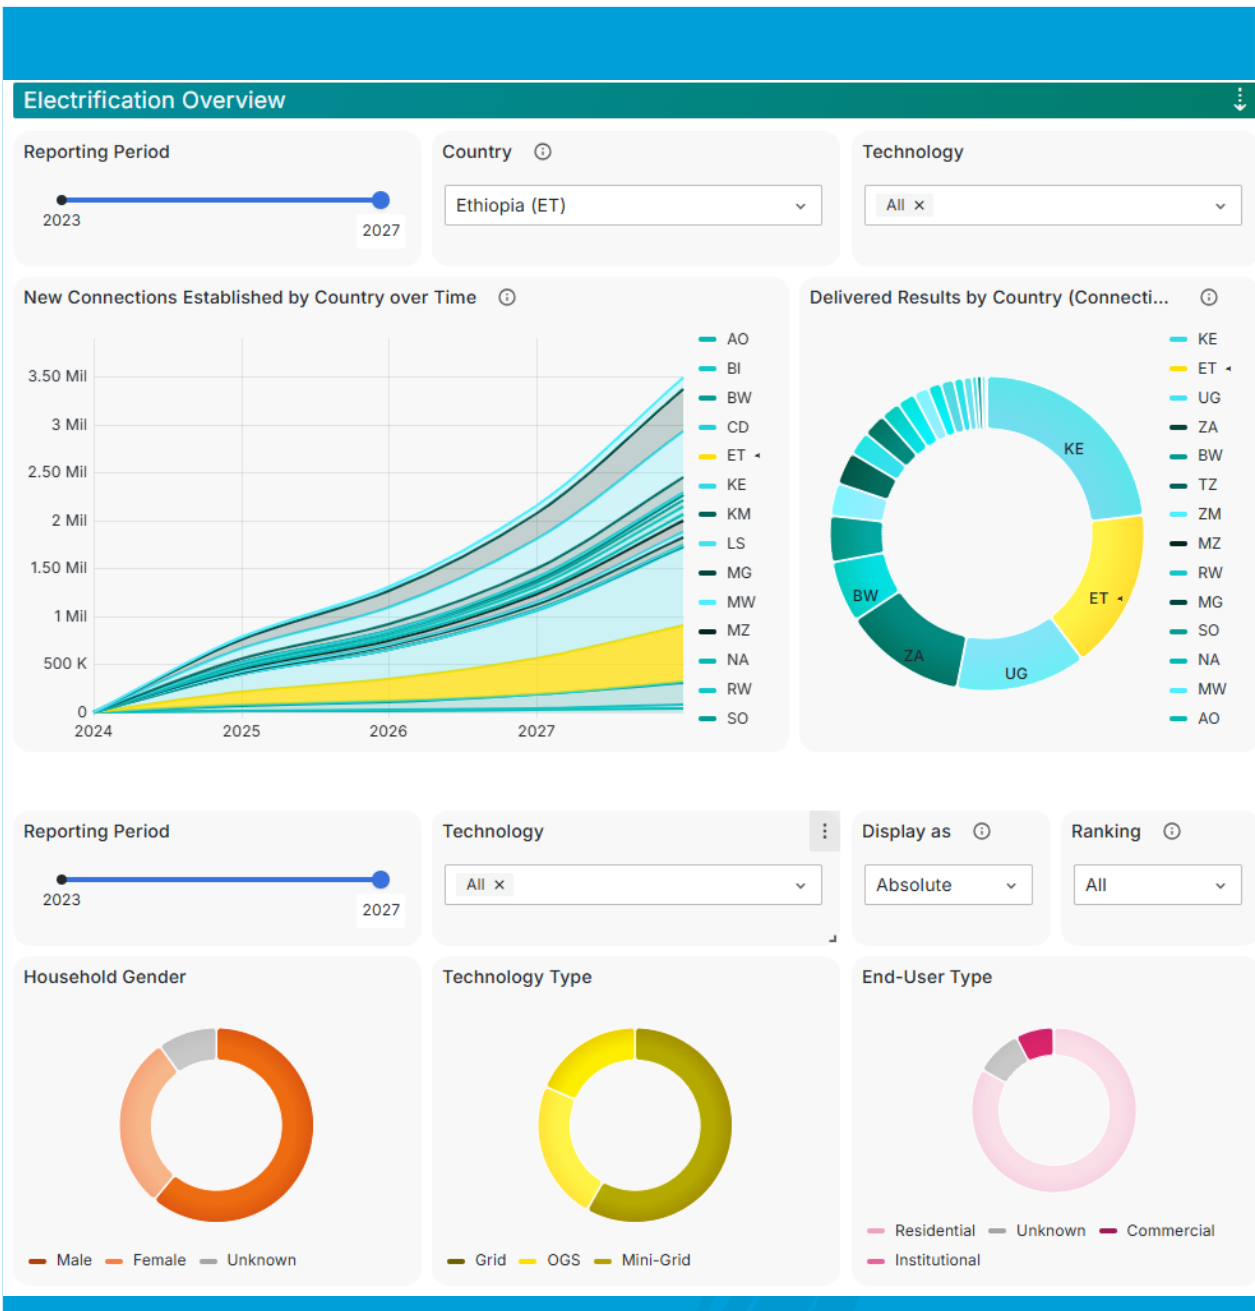 Electrification Overview
Reporting Period
2023
2027
Country
Ethiopia (ET)
Technology
All ×
New Connections Established by Country over Time
3.50 Mil
3 Mil
2.50 Mil
2 Mil
1.50 Mil
1 Mil
500 K
0
2024 2025 2026 2027
AO
BI
BW
CD
ET
KE
KM
LS
MG
MW
MZ
NA
RW
SO
Delivered Results by Country (Connecti...
KE
ET
UG
ZA
BW
KE
ET
UG
ZA
BW
TZ
ZM
MZ
RW
MG
SO
NA
MW
AO
Reporting Period
2023
2027
Technology
All ×
Display as
Absolute
Ranking
All
Household Gender
Male Female Unknown
Technology Type
Grid OGS Mini-Grid
End-User Type
Residential Unknown Commercial
Institutional